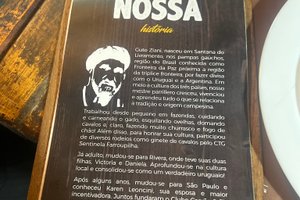 NOSSA
história
Guto Ziani, nasceu em Santana do
Livramento, nos pampas gaúchos,
região do Brasil conhecida como
Fronteira da Paz próxima a região
da tríplice fronteira, por fazer divisa
com o Uruguai e a Argentina. Em
meio à cultura dos três países, nosso
mestre parrillero cresceu, vivenciou
e aprendeu tudo o que se relaciona
à tradição e origem campesina.
Trabalhou desde pequeno em fazendas, cuidando
e carneando o gado, esquilando ovelhas, domando
cavalos e, claro, fazendo muito churrasco e fogo de
chão! Além disso, para honrar sua cultura, participou
de diversos rodeios como ginete de cavalos pelo CTG
Sentinela Farroupilha.
Já adulto, mudou-se para Rivera, onde teve suas duas
filhas, Victoria e Daniela. Aprofundou-se na cultura
local e consolidou-se como um verdadeiro uruguaio!
Após alguns anos, mudou-se para São Paulo e
conheceu Karen Leoncini, sua esposa e maior
incentivadora. Juntos fundaram o